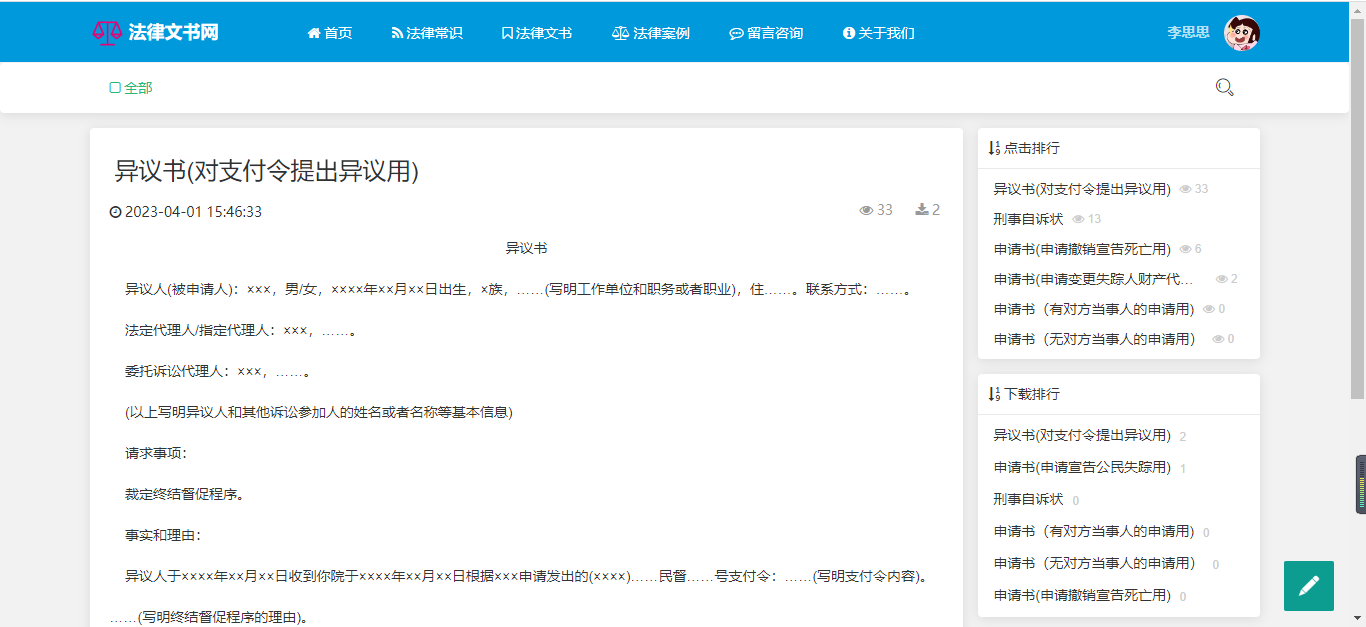 法律文书网
首页
法律常识
法律文书
法律案例
留言咨询
关于我们
李思思
全部
异议书(对支付令提出异议用)
2023-04-01 15:46:33
33
2
异议书
异议人(被申请人)：×××，男/女，××××年××月××日出生，×族，……(写明工作单位和职务或者职业)，住……。联系方式：……。
法定代理人/指定代理人：×××，……。
委托诉讼代理人：×××，……。
(以上写明异议人和其他诉讼参加人的姓名或者名称等基本信息)
请求事项：
裁定终结督促程序。
事实和理由：
异议人于××××年××月××日收到你院于××××年××月××日根据×××申请发出的(××××)……民督……号支付令：……(写明支付令内容)。
……(写明终结督促程序的理由)。
点击排行
异议书(对支付令提出异议用) 33
刑事自诉状 13
申请书(申请撤销宣告死亡用) 6
申请书(申请变更失踪人财产代… 2
申请书（有对方当事人的申请用） 0
申请书（无对方当事人的申请用） 0
下载排行
异议书(对支付令提出异议用) 2
申请书(申请宣告公民失踪用) 1
刑事自诉状 0
申请书（有对方当事人的申请用） 0
申请书（无对方当事人的申请用） 0
申请书(申请撤销宣告死亡用) 0